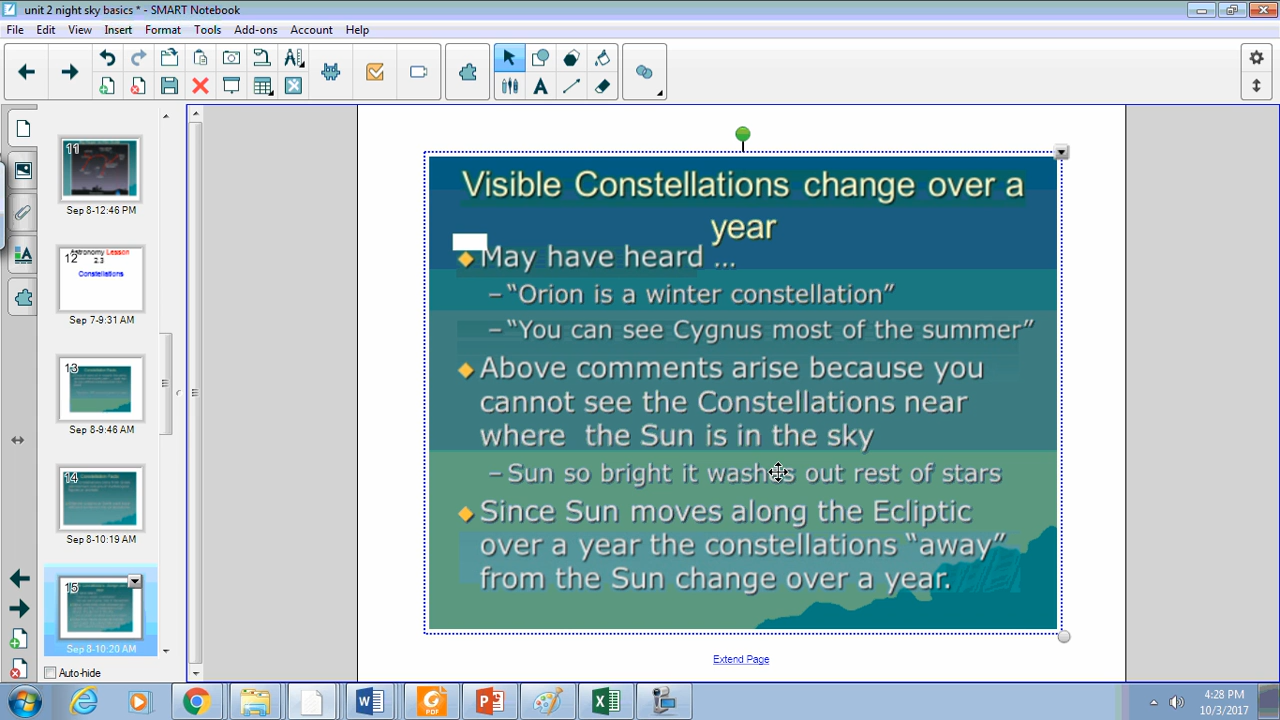 unit 2 night sky basics * - SMART Notebook
File Edit View Insert Format Tools Add-ons Account Help
11
Sep 8-12:46 PM
Astronomy Lesson
2.3
12
Constellations
Sep 7-9:31 AM
13
Sep 8-9:46 AM
14
Sep 8-10:19 AM
15
Sep 8-10:20 AM
Auto-hide
Visible Constellations change over a
year
May have heard ...
– "Orion is a winter constellation"
– "You can see Cygnus most of the summer"
Above comments arise because you
cannot see the Constellations near
where the Sun is in the sky
– Sun so bright it washes out rest of stars
Since Sun moves along the Ecliptic
over a year the constellations "away"
from the Sun change over a year.
Extend Page
4:28 PM
10/3/2017